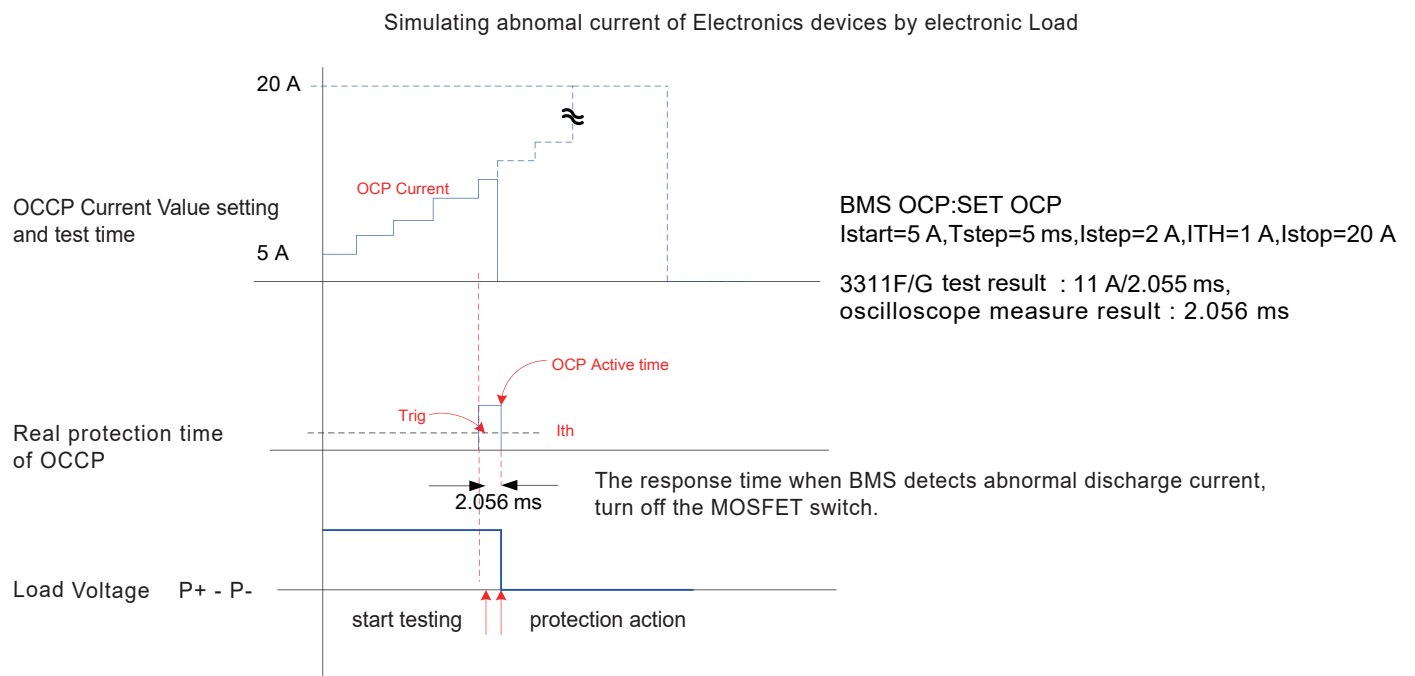 Simulating abnomal current of Electronics devices by electronic Load
20 A
OCP Current
OCCP Current Value setting
and test time
5 A
BMS OCP:SET OCP
Istart=5 A,Tstep=5 ms,Istep=2 A,ITH=1 A,Istop=20 A
3311F/G test result : 11 A/2.055 ms,
oscilloscope measure result : 2.056 ms
OCP Active time
Trig
Ith
Real protection time
of OCCP
2.056 ms
The response time when BMS detects abnormal discharge current,
turn off the MOSFET switch.
Load Voltage P+ - P-
start testing
protection action